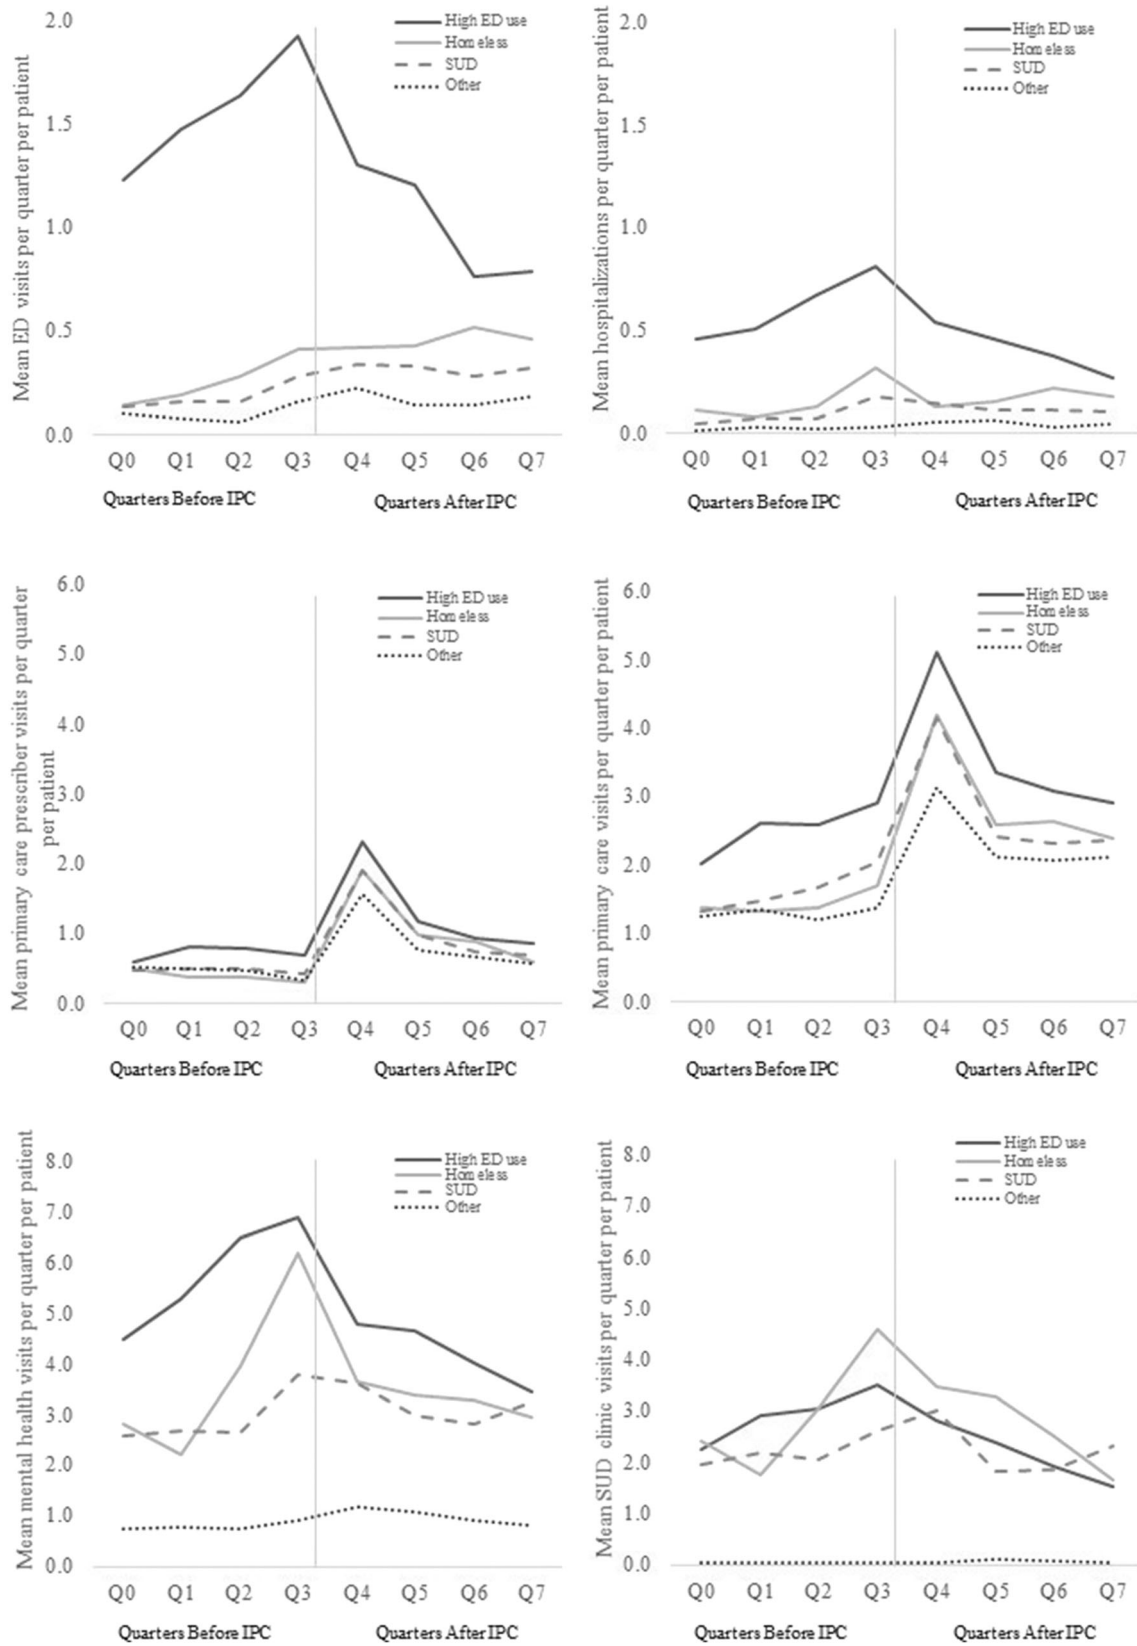 Mean ED visits per quarter per patient
2.0
1.5
1.0
0.5
0.0
High ED use
Homeless
SUD
Other
Q0 Q1 Q2 Q3 Q4 Q5 Q6 Q7
Quarters Before IPC Quarters After IPC
Mean hospitalizations per quarter per patient
2.0
1.5
1.0
0.5
0.0
High ED use
Homeless
SUD
Other
Q0 Q1 Q2 Q3 Q4 Q5 Q6 Q7
Quarters Before IPC Quarters After IPC
Mean primary care prescriber visits per quarter
per patient
6.0
5.0
4.0
3.0
2.0
1.0
0.0
High ED use
Homeless
SUD
Other
Q0 Q1 Q2 Q3 Q4 Q5 Q6 Q7
Quarters Before IPC Quarters After IPC
Mean primary care visits per quarter per patient
6.0
5.0
4.0
3.0
2.0
1.0
0.0
High ED use
Homeless
SUD
Other
Q0 Q1 Q2 Q3 Q4 Q5 Q6 Q7
Quarters Before IPC Quarters After IPC
Mean mental health visits per quarter per patient
8.0
7.0
6.0
5.0
4.0
3.0
2.0
1.0
0.0
High ED use
Homeless
SUD
Other
Q0 Q1 Q2 Q3 Q4 Q5 Q6 Q7
Quarters Before IPC Quarters After IPC
Mean SUD clinic visits per quarter per patient
8.0
7.0
6.0
5.0
4.0
3.0
2.0
1.0
0.0
High ED use
Homeless
SUD
Other
Q0 Q1 Q2 Q3 Q4 Q5 Q6 Q7
Quarters Before IPC Quarters After IPC